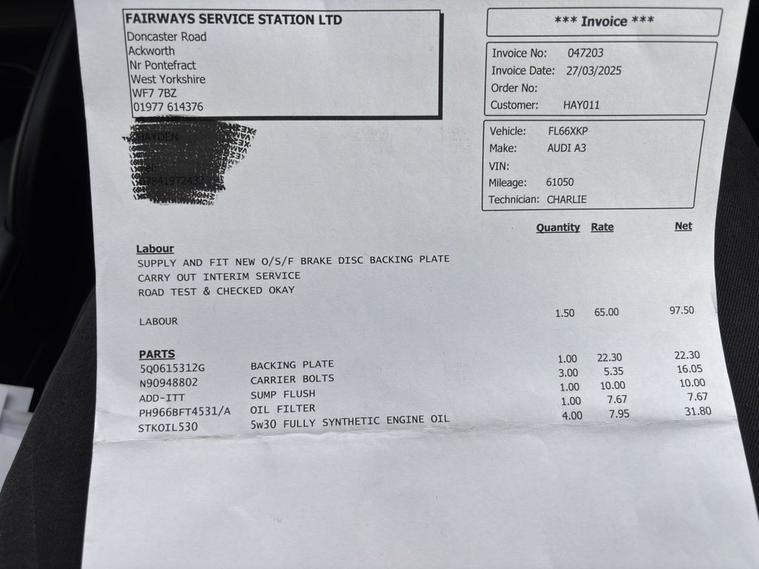 FAIRWAYS SERVICE STATION LTD
Doncaster Road
Ackworth
Nr Pontefract
West Yorkshire
WF7 7BZ
01977 614376
*** Invoice ***
Invoice No: 047203
Invoice Date: 27/03/2025
Order No:
Customer: HAY011
Vehicle: FL66XKP
Make: AUDI A3
VIN:
Mileage: 61050
Technician: CHARLIE
Quantity Rate Net
Labour
SUPPLY AND FIT NEW O/S/F BRAKE DISC BACKING PLATE
CARRY OUT INTERIM SERVICE
ROAD TEST & CHECKED OKAY
LABOUR 1.50 65.00 97.50
PARTS
5Q0615312G BACKING PLATE 1.00 22.30 22.30
N90948802 CARRIER BOLTS 3.00 5.35 16.05
ADD-ITT SUMP FLUSH 1.00 10.00 10.00
PH966BFT4531/A OIL FILTER 1.00 7.67 7.67
STKOIL530 5w30 FULLY SYNTHETIC ENGINE OIL 4.00 7.95 31.80